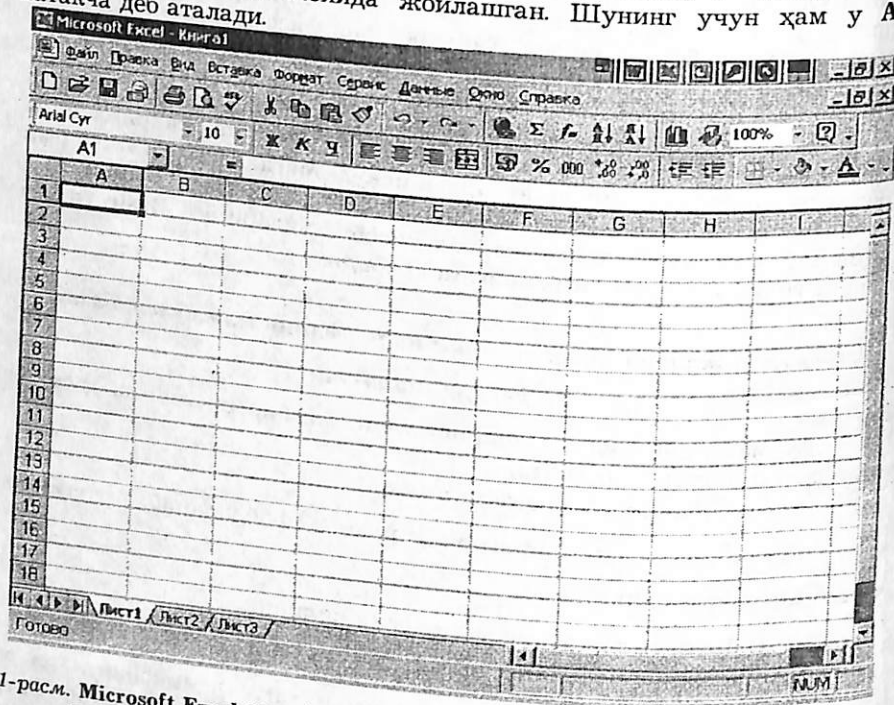 жойлашган. Шунинг учун ҳам у А
деб аталади.
Microsoft Excel - Книга1
Файл Правка Вид Вставка Формат Сервис Данные Окно Справка
100%
Arial Cyr 10 Ж К Ч % 000
A1 =
A B C D E F G H I
1
2
3
4
5
6
7
8
9
10
11
12
13
14
15
16
17
18
Лист1 Лист2 Лист3
Готово NUM
1-расм. Microsoft